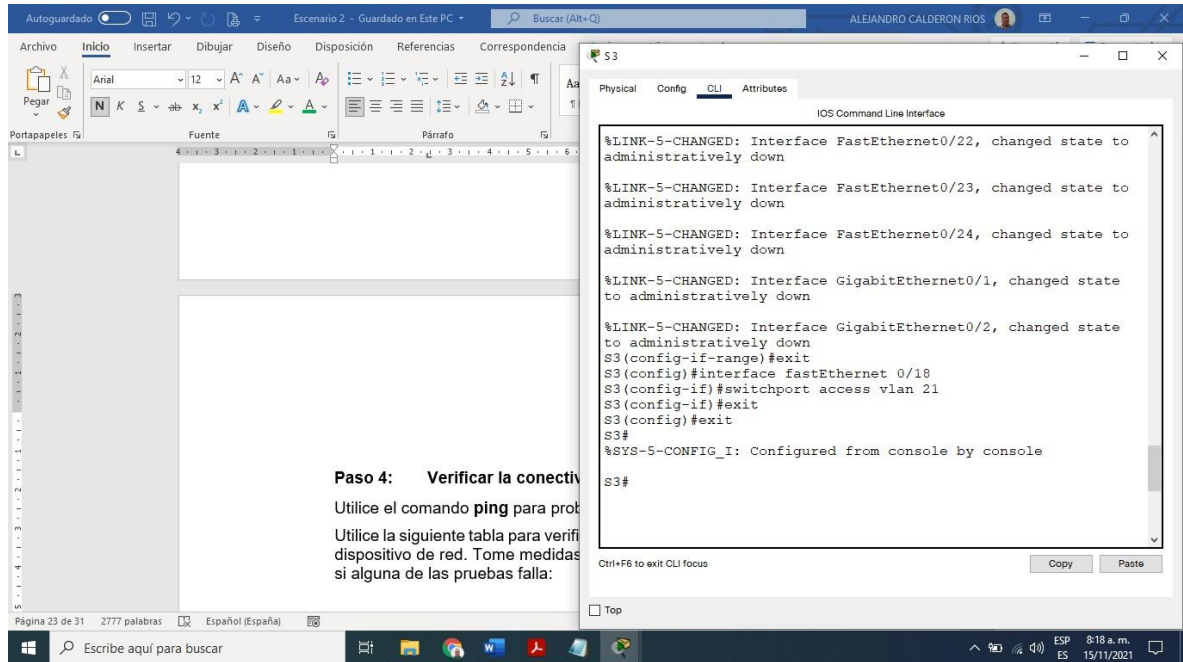 Autoguardado
Escenario 2 - Guardado en Este PC
Buscar (Alt+Q)
ALEJANDRO CALDERON RIOS
Archivo Inicio Insertar Dibujar Diseño Disposición Referencias Correspondencia
Pegar
Arial 12
N K S ab x₂ x² A A
Aa
Portapapeles Fuente Párrafo
Paso 4: Verificar la conectiv
Utilice el comando ping para prob
Utilice la siguiente tabla para verifi
dispositivo de red. Tome medidas
si alguna de las pruebas falla:
Página 23 de 31 2777 palabras Español (España)
S3
Physical Config CLI Attributes
IOS Command Line Interface
%LINK-5-CHANGED: Interface FastEthernet0/22, changed state to
administratively down
%LINK-5-CHANGED: Interface FastEthernet0/23, changed state to
administratively down
%LINK-5-CHANGED: Interface FastEthernet0/24, changed state to
administratively down
%LINK-5-CHANGED: Interface GigabitEthernet0/1, changed state
to administratively down
%LINK-5-CHANGED: Interface GigabitEthernet0/2, changed state
to administratively down
S3(config-if-range)#exit
S3(config)#interface fastEthernet 0/18
S3(config-if)#switchport access vlan 21
S3(config-if)#exit
S3(config)#exit
S3#
%SYS-5-CONFIG_I: Configured from console by console
S3#
Ctrl+F6 to exit CLI focus
Copy Paste
Top
Escribe aquí para buscar
ESP 8:18 a. m.
ES 15/11/2021